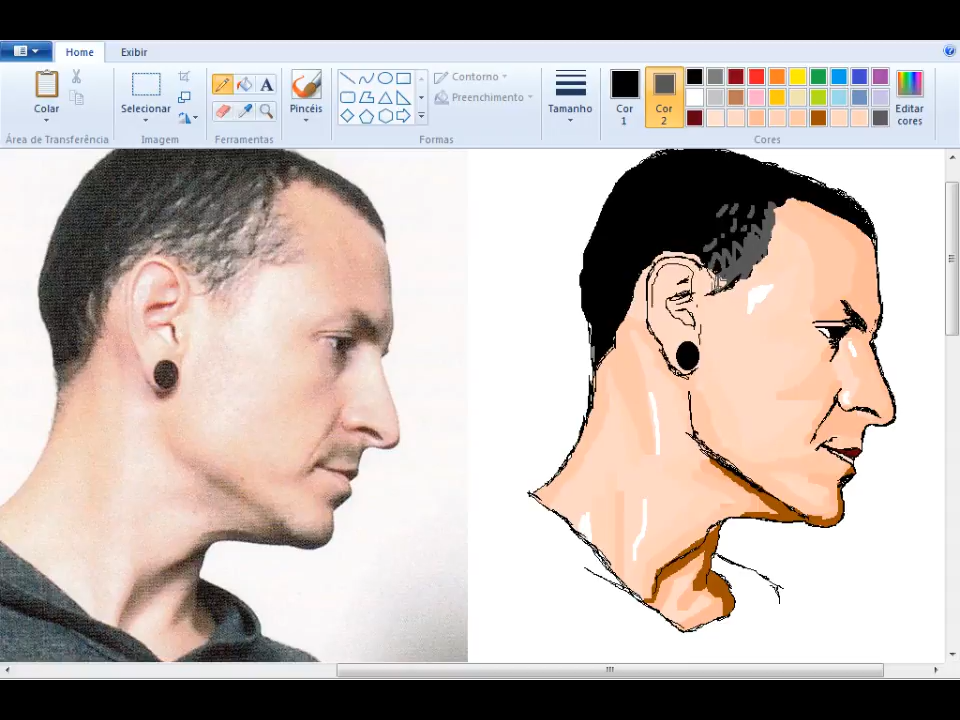 Home Exibir
Colar
Selecionar
A
Pincéis
Contorno
Preenchimento
Tamanho
Cor 1
Cor 2
Editar cores
Área de Transferência Imagem Ferramentas Formas Cores